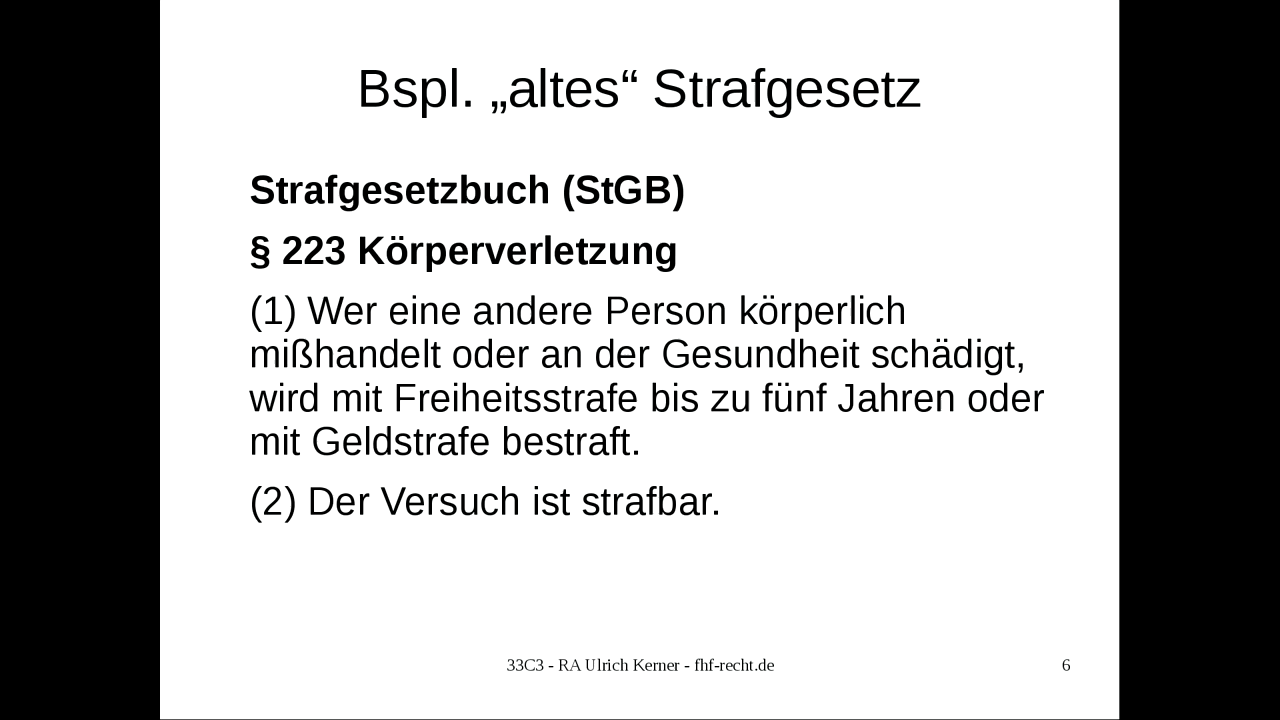 Bspl. „altes“ Strafgesetz
Strafgesetzbuch (StGB)
§ 223 Körperverletzung
(1) Wer eine andere Person körperlich
mißhandelt oder an der Gesundheit schädigt,
wird mit Freiheitsstrafe bis zu fünf Jahren oder
mit Geldstrafe bestraft.
(2) Der Versuch ist strafbar.
33C3 - RA Ulrich Kerner - fhf-recht.de
6